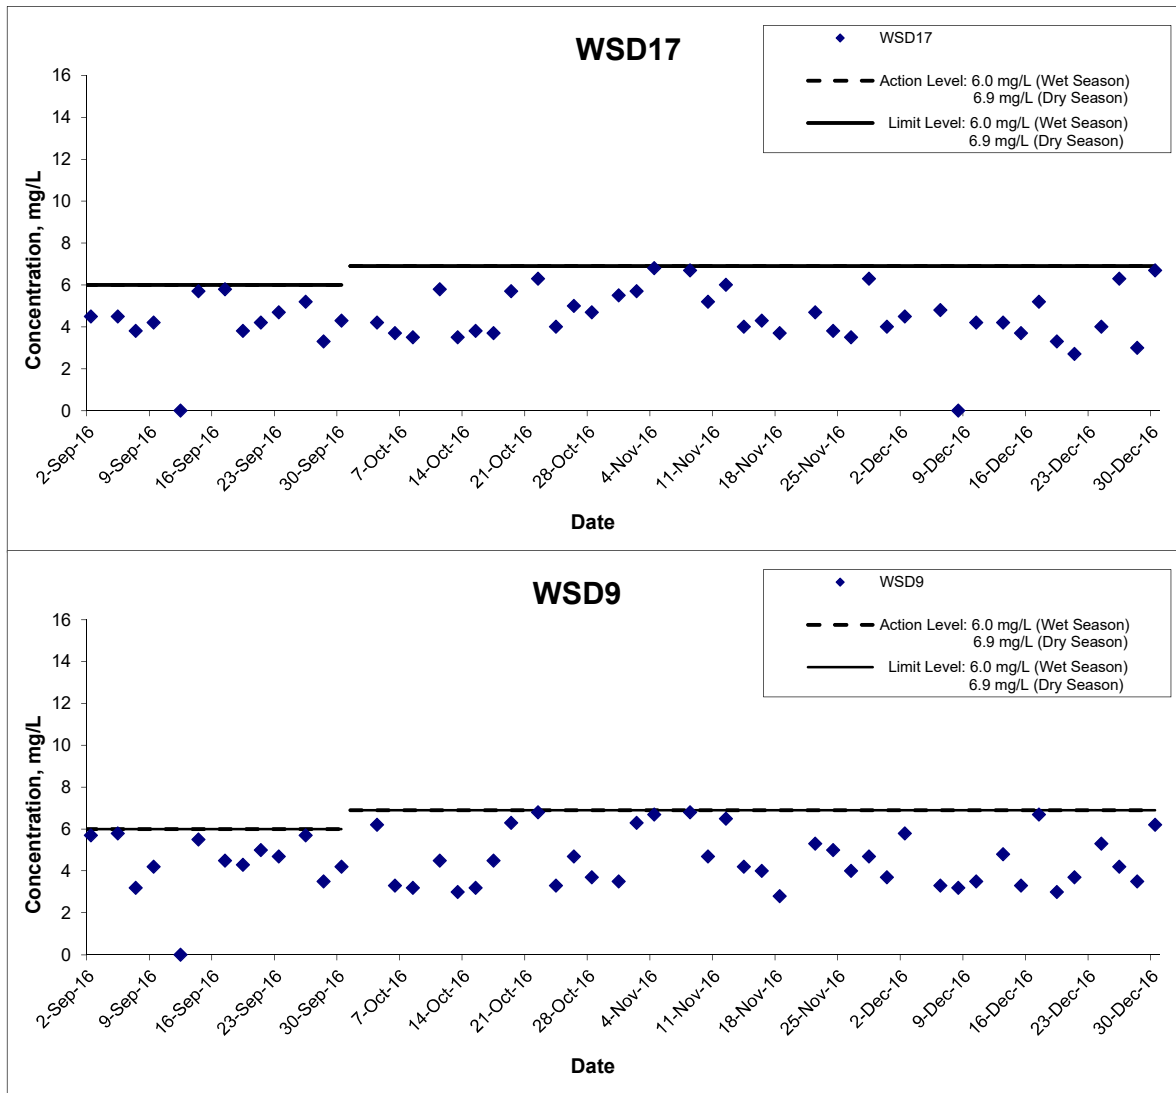 WSD17
WSD17
Action Level: 6.0 mg/L (Wet Season)
6.9 mg/L (Dry Season)
Limit Level: 6.0 mg/L (Wet Season)
6.9 mg/L (Dry Season)
Concentration, mg/L
16
14
12
10
8
6
4
2
0
2-Sep-16
9-Sep-16
16-Sep-16
23-Sep-16
30-Sep-16
7-Oct-16
14-Oct-16
21-Oct-16
28-Oct-16
4-Nov-16
11-Nov-16
18-Nov-16
25-Nov-16
2-Dec-16
9-Dec-16
16-Dec-16
23-Dec-16
30-Dec-16
Date
WSD9
WSD9
Action Level: 6.0 mg/L (Wet Season)
6.9 mg/L (Dry Season)
Limit Level: 6.0 mg/L (Wet Season)
6.9 mg/L (Dry Season)
Concentration, mg/L
16
14
12
10
8
6
4
2
0
2-Sep-16
9-Sep-16
16-Sep-16
23-Sep-16
30-Sep-16
7-Oct-16
14-Oct-16
21-Oct-16
28-Oct-16
4-Nov-16
11-Nov-16
18-Nov-16
25-Nov-16
2-Dec-16
9-Dec-16
16-Dec-16
23-Dec-16
30-Dec-16
Date